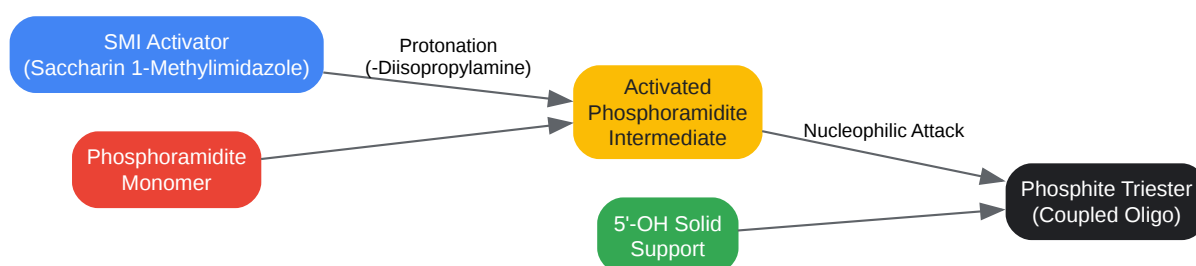 SMI Activator
(Saccharin 1-Methylimidazole)
Protonation
(-Diisopropylamine)
Phosphoramidite
Monomer
Activated
Phosphoramidite
Intermediate
Nucleophilic Attack
5'-OH Solid
Support
Phosphite Triester
(Coupled Oligo)